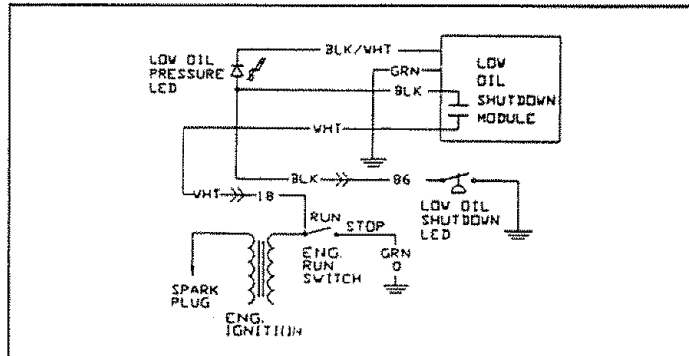 BLK/WHT
LOW OIL
PRESSURE
LED
GRN
BLK
LOW
OIL
SHUTDOWN
MODULE
WHT
BLK
86
LOW OIL
SHUTDOWN
LED
WHT
18
RUN
STOP
ENG.
RUN
SWITCH
GRN
0
SPARK
PLUG
ENG.
IGNITION